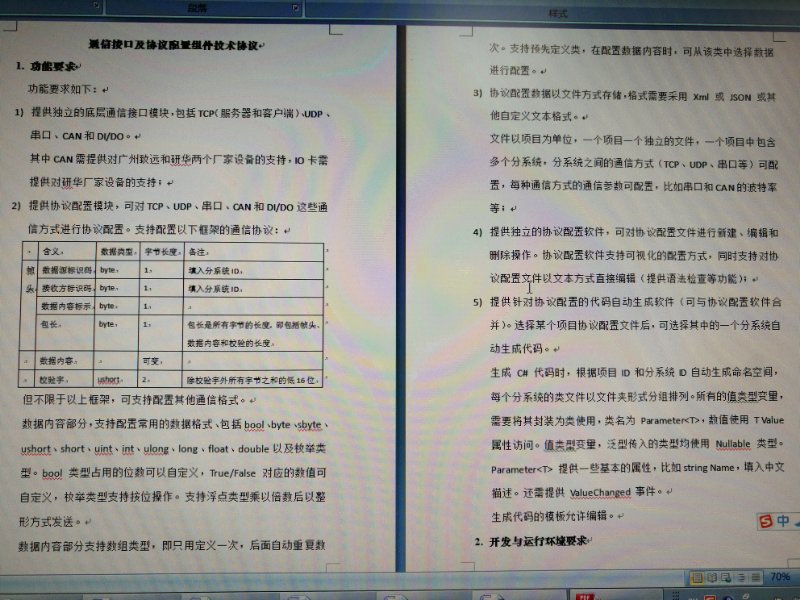 段落
样式
通信接口及协议配置组件技术协议
1. 功能要求
功能要求如下：
1) 提供独立的底层通信接口模块，包括TCP（服务器和客户端）、UDP、
串口、CAN和DI/DO。
其中CAN需提供对广州致远和研华两个厂家设备的支持，IO卡需
提供对研华厂家设备的支持；
2) 提供协议配置模块，可对TCP、UDP、串口、CAN和DI/DO这些通
信方式进行协议配置。支持配置以下框架的通信协议：
含义 数据类型 字节长度 备注
帧头
数据源标识码 byte 1 填入分系统ID
接收方标识码 byte 1 填入分系统ID
数据内容标示 byte 1
包长 byte 1 包长是所有字节的长度，即包括帧头、
数据内容和校验的长度
数据内容 可变
校验字 ushort 2 除校验字外所有字节之和的低16位
但不限于以上框架，可支持配置其他通信格式。
数据内容部分，支持配置常用的数据格式、包括bool、byte、sbyte、
ushort、short、uint、int、ulong、long、float、double以及枚举类
型。bool 类型占用的位数可以自定义，True/False 对应的数值可
自定义，枚举类型支持按位操作。支持浮点类型乘以倍数后以整
形方式发送。
数据内容部分支持数组类型，即只用定义一次，后面自动重复数
次。支持预先定义类，在配置数据内容时，可从该类中选择数据
进行配置。
3) 协议配置数据以文件方式存储，格式需要采用 Xml 或 JSON 或其
他自定义文本格式。
文件以项目为单位，一个项目一个独立的文件，一个项目中包含
多个分系统，分系统之间的通信方式（TCP、UDP、串口等）可配
置，每种通信方式的通信参数可配置，比如串口和CAN的波特率
等；
4) 提供独立的协议配置软件，可对协议配置文件进行新建、编辑和
删除操作。协议配置软件支持可视化的配置方式，同时支持对协
议配置文件以文本方式直接编辑（提供语法检查等功能）；
5) 提供针对协议配置的代码自动生成软件（可与协议配置软件合
并）。选择某个项目协议配置文件后，可选择其中的一个分系统自
动生成代码。
生成 C# 代码时，根据项目 ID 和分系统 ID 自动生成命名空间，
每个分系统的类文件以文件夹形式分组排列。所有的值类型变量，
需要将其封装为类使用，类名为 Parameter<T>，数值使用 T Value
属性访问。值类型变量，泛型传入的类型均使用 Nullable 类型。
Parameter<T> 提供一些基本的属性，比如 string Name，填入中文
描述。还需提供 ValueChanged 事件。
生成代码的模板允许编辑。
2. 开发与运行环境要求
中
70%